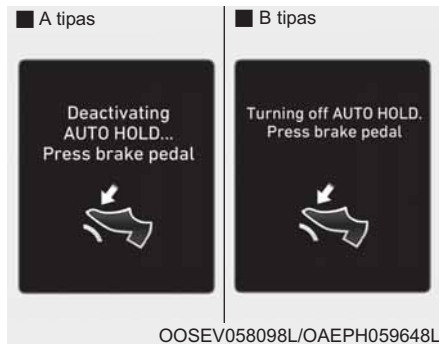 ■ A tipas
■ B tipas
Deactivating
AUTO HOLD...
Press brake pedal
Turning off AUTO HOLD.
Press brake pedal
OOSEV058098L/OAEPH059648L